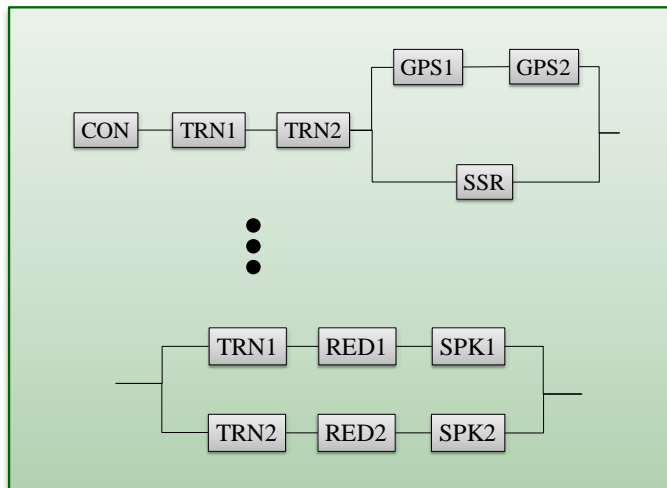 GPS1 GPS2
CON TRN1 TRN2
SSR
TRN1 RED1 SPK1
TRN2 RED2 SPK2